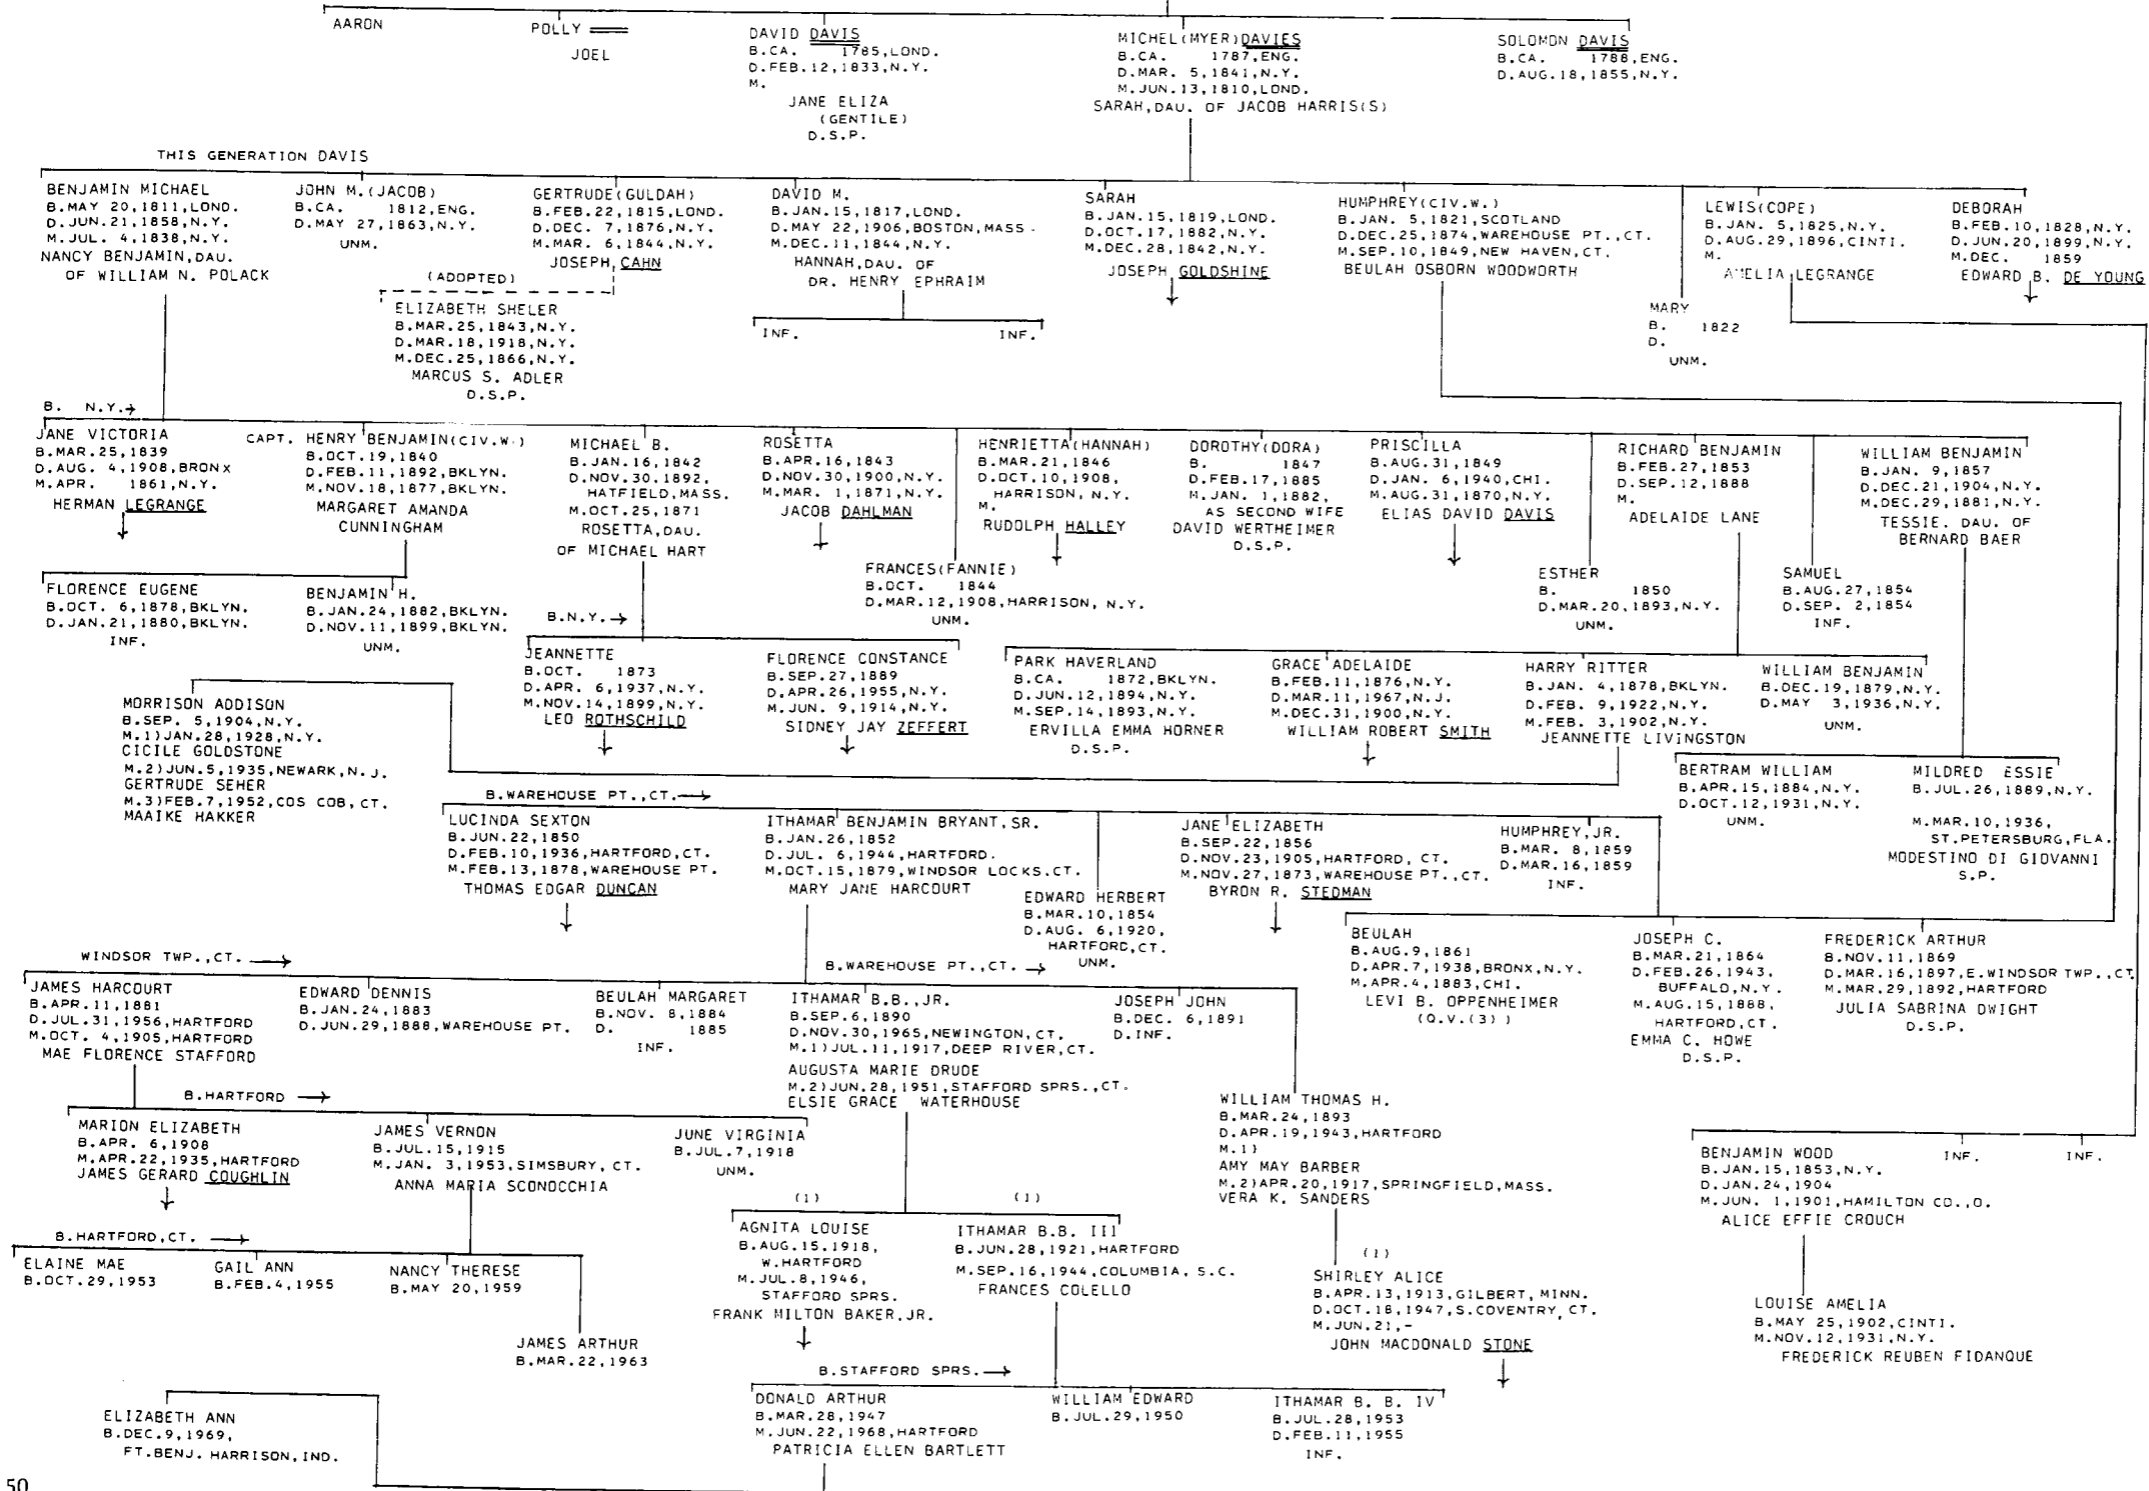 AARON
POLLY
JOEL
DAVID DAVIS
B.CA. 1785,LOND.
D.FEB.12,1833,N.Y.
M.
JANE ELIZA
(GENTILE)
D.S.P.
MICHEL(MYER)DAVIES
B.CA. 1787,ENG.
D.MAR. 5,1841,N.Y.
M.JUN.13,1810,LOND.
SARAH,DAU. OF JACOB HARRIS(S)
SOLOMON DAVIS
B.CA. 1788,ENG.
D.AUG.18,1855,N.Y.
THIS GENERATION DAVIS
BENJAMIN MICHAEL
B.MAY 20,1811,LOND.
D.JUN.21,1858,N.Y.
M.JUL. 4,1838,N.Y.
NANCY BENJAMIN,DAU.
OF WILLIAM N. POLACK
JOHN M.(JACOB)
B.CA. 1812,ENG.
D.MAY 27,1863,N.Y.
UNM.
GERTRUDE(GULDAH)
B.FEB.22,1815,LOND.
D.DEC. 7,1876,N.Y.
M.MAR. 6,1844,N.Y.
JOSEPH CAHN
(ADOPTED)
ELIZABETH SHELER
B.MAR.25,1843,N.Y.
D.MAR.18,1918,N.Y.
M.DEC.25,1866,N.Y.
MARCUS S. ADLER
D.S.P.
DAVID M.
B.JAN.15,1817,LOND.
D.MAY 22,1906,BOSTON,MASS.
M.DEC.11,1844,N.Y.
HANNAH,DAU. OF
DR. HENRY EPHRAIM
INF.
INF.
SARAH
B.JAN.15,1819,LOND.
D.OCT.17,1882,N.Y.
M.DEC.28,1842,N.Y.
JOSEPH GOLDSHINE
HUMPHREY(CIV.W.)
B.JAN. 5,1821,SCOTLAND
D.DEC.25,1874,WAREHOUSE PT.,CT.
M.SEP.10,1849,NEW HAVEN,CT.
BEULAH OSBORN WOODWORTH
MARY
B. 1822
D.
UNM.
LEWIS(COPE)
B.JAN. 5,1825,N.Y.
D.AUG.29,1896,CINTI.
M.
AMELIA LEGRANGE
DEBORAH
B.FEB.10,1828,N.Y.
D.JUN.20,1899,N.Y.
M.DEC. 1859
EDWARD B. DE YOUNG
B. N.Y.→
JANE VICTORIA
B.MAR.25,1839
D.AUG. 4,1908,BRONX
M.APR. 1861,N.Y.
HERMAN LEGRANGE
CAPT. HENRY BENJAMIN(CIV.W.)
B.OCT.19,1840
D.FEB.11,1892,BKLYN.
M.NOV.18,1877,BKLYN.
MARGARET AMANDA
CUNNINGHAM
MICHAEL B.
B.JAN.16,1842
D.NOV.30,1892,
HATFIELD,MASS.
M.OCT.25,1871
ROSETTA,DAU.
OF MICHAEL HART
ROSETTA
B.APR.16,1843
D.NOV.30,1900,N.Y.
M.MAR. 1,1871,N.Y.
JACOB DAHLMAN
FRANCES(FANNIE)
B.OCT. 1844
D.MAR.12,1908,HARRISON, N.Y.
UNM.
HENRIETTA(HANNAH)
B.MAR.21,1846
D.OCT.10,1908,
HARRISON, N.Y.
M.
RUDOLPH HALLEY
DOROTHY(DORA)
B. 1847
D.FEB.17,1885
M.JAN. 1,1882,
AS SECOND WIFE
DAVID WERTHEIMER
D.S.P.
PRISCILLA
B.AUG.31,1849
D.JAN. 6,1940,CHI.
M.AUG.31,1870,N.Y.
ELIAS DAVID DAVIS
ESTHER
B. 1850
D.MAR.20,1893,N.Y.
UNM.
RICHARD BENJAMIN
B.FEB.27,1853
D.SEP.12,1888
M.
ADELAIDE LANE
SAMUEL
B.AUG.27,1854
D.SEP. 2,1854
INF.
WILLIAM BENJAMIN
B.JAN. 9,1857
D.DEC.21,1904,N.Y.
M.DEC.29,1881,N.Y.
TESSIE. DAU. OF
BERNARD BAER
FLORENCE EUGENE
B.OCT. 6,1878,BKLYN.
D.JAN.21,1880,BKLYN.
INF.
BENJAMIN H.
B.JAN.24,1882,BKLYN.
D.NOV.11,1899,BKLYN.
UNM.
B.N.Y.→
JEANNETTE
B.OCT. 1873
D.APR. 6,1937,N.Y.
M.NOV.14,1899,N.Y.
LEO ROTHSCHILD
FLORENCE CONSTANCE
B.SEP.27,1889
D.APR.26,1955,N.Y.
M.JUN. 9,1914,N.Y.
SIDNEY JAY ZEFFERT
PARK HAVERLAND
B.CA. 1872,BKLYN.
D.JUN.12,1894,N.Y.
M.SEP.14,1893,N.Y.
ERVILLA EMMA HORNER
D.S.P.
GRACE ADELAIDE
B.FEB.11,1876,N.Y.
D.MAR.11,1967,N.J.
M.DEC.31,1900,N.Y.
WILLIAM ROBERT SMITH
HARRY RITTER
B.JAN. 4,1878,BKLYN.
D.FEB. 9,1922,N.Y.
M.FEB. 3,1902,N.Y.
JEANNETTE LIVINGSTON
WILLIAM BENJAMIN
B.DEC.19,1879,N.Y.
D.MAY 3,1936,N.Y.
UNM.
MORRISON ADDISON
B.SEP. 5,1904,N.Y.
M.1)JAN.28,1928,N.Y.
CICILE GOLDSTONE
M.2)JUN.5,1935,NEWARK,N.J.
GERTRUDE SEHER
M.3)FEB.7,1952,COS COB,CT.
MAAIKE HAKKER
BERTRAM WILLIAM
B.APR.15,1884,N.Y.
D.OCT.12,1931,N.Y.
UNM.
MILDRED ESSIE
B.JUL.26,1889,N.Y.
M.MAR.10,1936,
ST.PETERSBURG,FLA.
MODESTINO DI GIOVANNI
S.P.
B.WAREHOUSE PT.,CT.→
LUCINDA SEXTON
B.JUN.22,1850
D.FEB.10,1936,HARTFORD,CT.
M.FEB.13,1878,WAREHOUSE PT.
THOMAS EDGAR DUNCAN
ITHAMAR BENJAMIN BRYANT,SR.
B.JAN.26,1852
D.JUL. 6,1944,HARTFORD.
M.OCT.15,1879,WINDSOR LOCKS,CT.
MARY JANE HARCOURT
EDWARD HERBERT
B.MAR.10,1854
D.AUG. 6,1920,
HARTFORD,CT.
UNM.
JANE ELIZABETH
B.SEP.22,1856
D.NOV.23,1905,HARTFORD, CT.
M.NOV.27,1873,WAREHOUSE PT.,CT.
BYRON R. STEDMAN
HUMPHREY,JR.
B.MAR. 8,1859
D.MAR.16,1859
INF.
BEULAH
B.AUG.9,1861
D.APR.7,1938,BRONX,N.Y.
M.APR.4,1883,CHI.
LEVI B. OPPENHEIMER
(Q.V.(3))
JOSEPH C.
B.MAR.21,1864
D.FEB.26,1943,
BUFFALO,N.Y.
M.AUG.15,1888,
HARTFORD,CT.
EMMA C. HOWE
D.S.P.
FREDERICK ARTHUR
B.NOV.11,1869
D.MAR.16,1897,E.WINDSOR TWP.,CT.
M.MAR.29,1892,HARTFORD
JULIA SABRINA DWIGHT
D.S.P.
WINDSOR TWP.,CT.→
JAMES HARCOURT
B.APR.11,1881
D.JUL.31,1956,HARTFORD
M.OCT. 4,1905,HARTFORD
MAE FLORENCE STAFFORD
EDWARD DENNIS
B.JAN.24,1883
D.JUN.29,1888,WAREHOUSE PT.
BEULAH MARGARET
B.NOV. 8,1884
D. 1885
INF.
B.WAREHOUSE PT.,CT.→
ITHAMAR B.B.,JR.
B.SEP.6,1890
D.NOV.30,1965,NEWINGTON,CT.
M.1)JUL.11,1917,DEEP RIVER,CT.
AUGUSTA MARIE DRUDE
M.2)JUN.28,1951,STAFFORD SPRS.,CT.
ELSIE GRACE WATERHOUSE
JOSEPH JOHN
B.DEC. 6,1891
D.INF.
WILLIAM THOMAS H.
B.MAR.24,1893
D.APR.19,1943,HARTFORD
M.1)
AMY MAY BARBER
M.2)APR.20,1917,SPRINGFIELD,MASS.
VERA K. SANDERS
B.HARTFORD→
MARION ELIZABETH
B.APR. 6,1908
M.APR.22,1935,HARTFORD
JAMES GERARD COUGHLIN
JAMES VERNON
B.JUL.15,1915
M.JAN. 3,1953,SIMSBURY, CT.
ANNA MARIA SCONOCCHIA
JUNE VIRGINIA
B.JUL.7,1918
UNM.
BENJAMIN WOOD
B.JAN.15,1853,N.Y.
D.JAN.24,1904
M.JUN. 1,1901,HAMILTON CO.,O.
ALICE EFFIE CROUCH
INF.
INF.
B.HARTFORD,CT.→
ELAINE MAE
B.OCT.29,1953
GAIL ANN
B.FEB.4,1955
NANCY THERESE
B.MAY 20,1959
JAMES ARTHUR
B.MAR.22,1963
(1)
AGNITA LOUISE
B.AUG.15,1918,
W.HARTFORD
M.JUL.8,1946,
STAFFORD SPRS.
FRANK MILTON BAKER,JR.
(1)
ITHAMAR B.B. III
B.JUN.28,1921,HARTFORD
M.SEP.16,1944,COLUMBIA, S.C.
FRANCES COLELLO
(1)
SHIRLEY ALICE
B.APR.13,1913,GILBERT, MINN.
D.OCT.18,1947,S.COVENTRY,CT.
M.JUN.21,-
JOHN MACDONALD STONE
LOUISE AMELIA
B.MAY 25,1902,CINTI.
M.NOV.12,1931,N.Y.
FREDERICK REUBEN FIDANQUE
B.STAFFORD SPRS.→
DONALD ARTHUR
B.MAR.28,1947
M.JUN.22,1968,HARTFORD
PATRICIA ELLEN BARTLETT
WILLIAM EDWARD
B.JUL.29,1950
ITHAMAR B. B. IV
B.JUL.28,1953
D.FEB.11,1955
INF.
ELIZABETH ANN
B.DEC.9,1969,
FT.BENJ. HARRISON,IND.
50